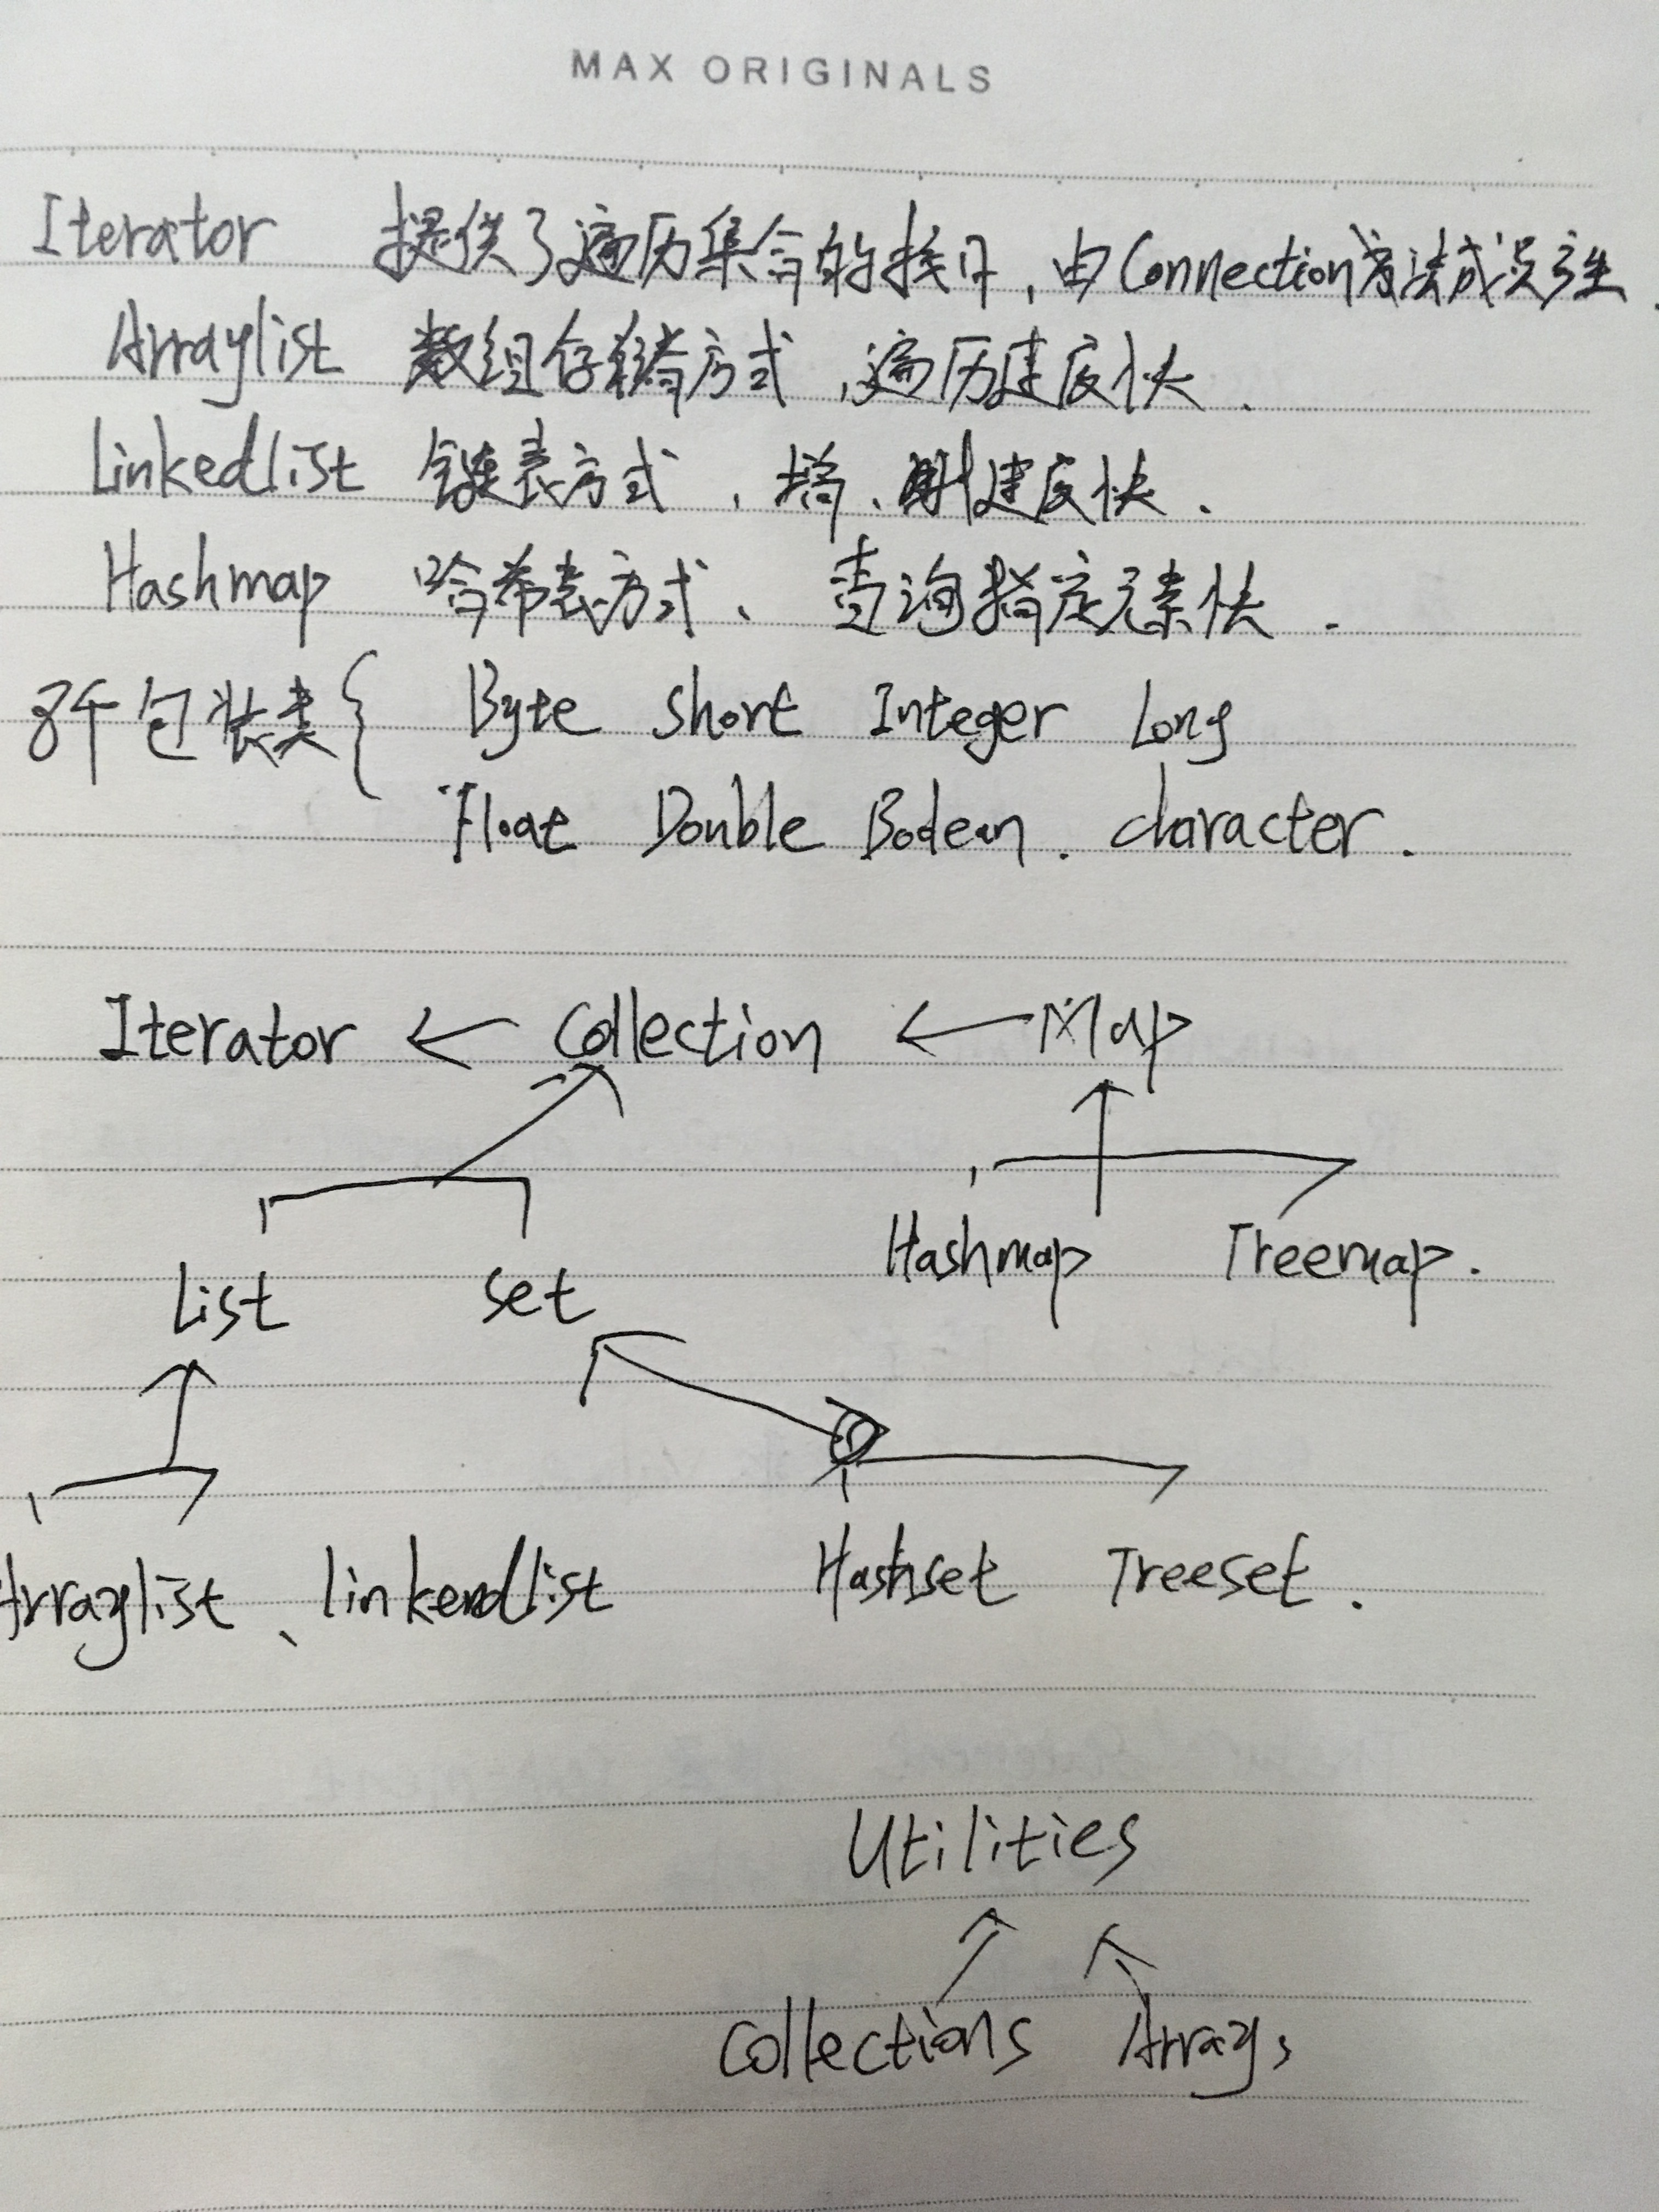 MAX ORIGINALS
Iterator 提供了遍历集合的接口,由Connection方法成员产生.
Arraylist 数组存储方式,遍历速度快.
Linkedlist 链表方式,增、删速度快.
Hashmap 哈希表方式、查询指定元素快.
8个包装类{ Byte short Integer Long
Float Double Boolean. character.
Iterator ← Collection ← Map
Hashmap Treemap.
List set
Arraylist、linkendlist Hashset Treeset.
Utilities
Collections Arrays